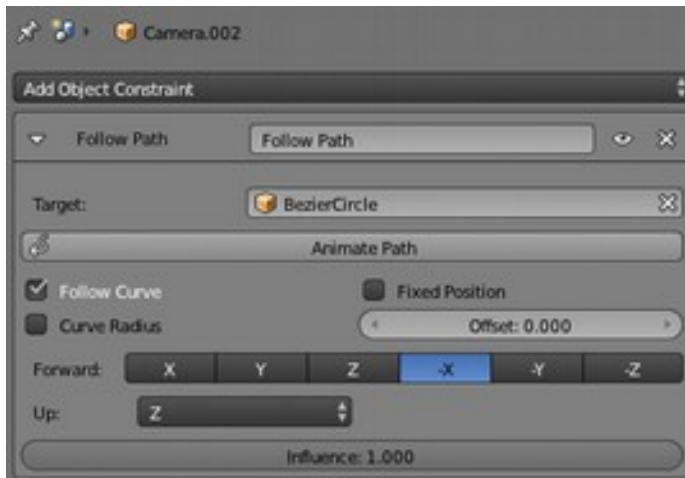 Camera.002
Add Object Constraint
Follow Path Follow Path
Target: BezierCircle
Animate Path
Follow Curve Fixed Position
Curve Radius Offset: 0.000
Forward: X Y Z -X -Y -Z
Up: Z
Influence: 1.000